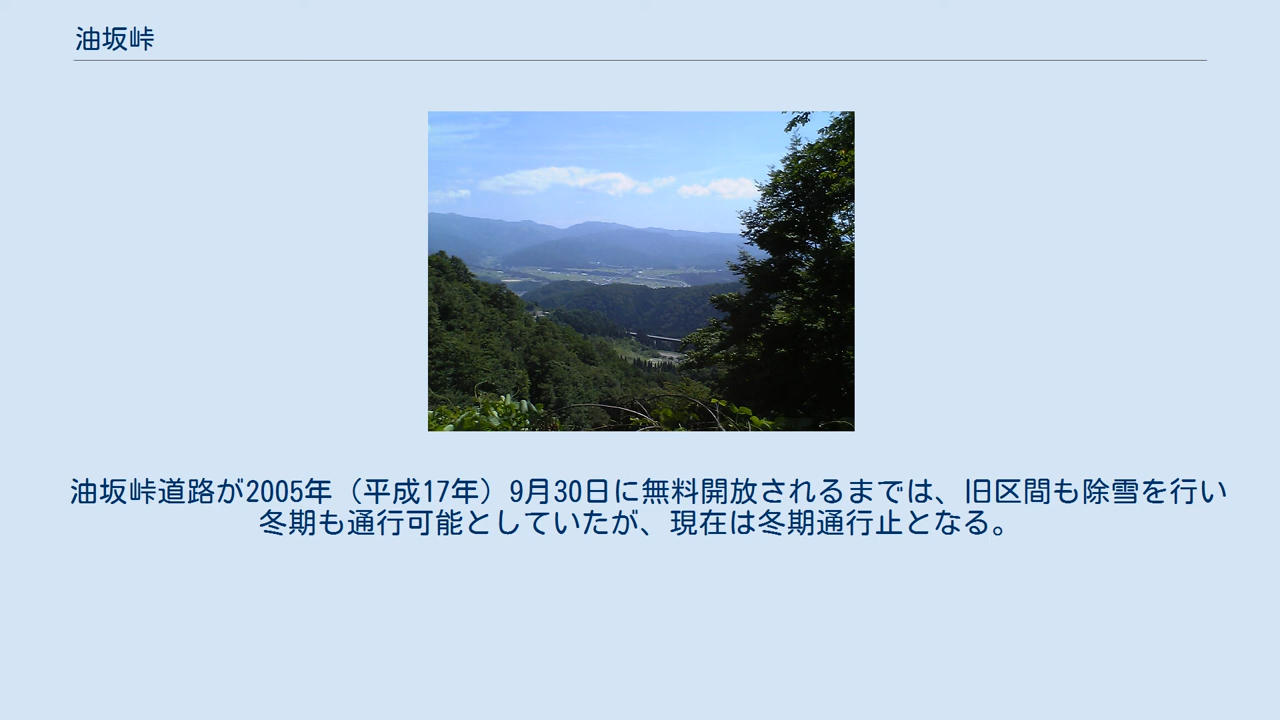 油坂峠
油坂峠道路が2005年（平成17年）9月30日に無料開放されるまでは、旧区間も除雪を行い
冬期も通行可能としていたが、現在は冬期通行止となる。